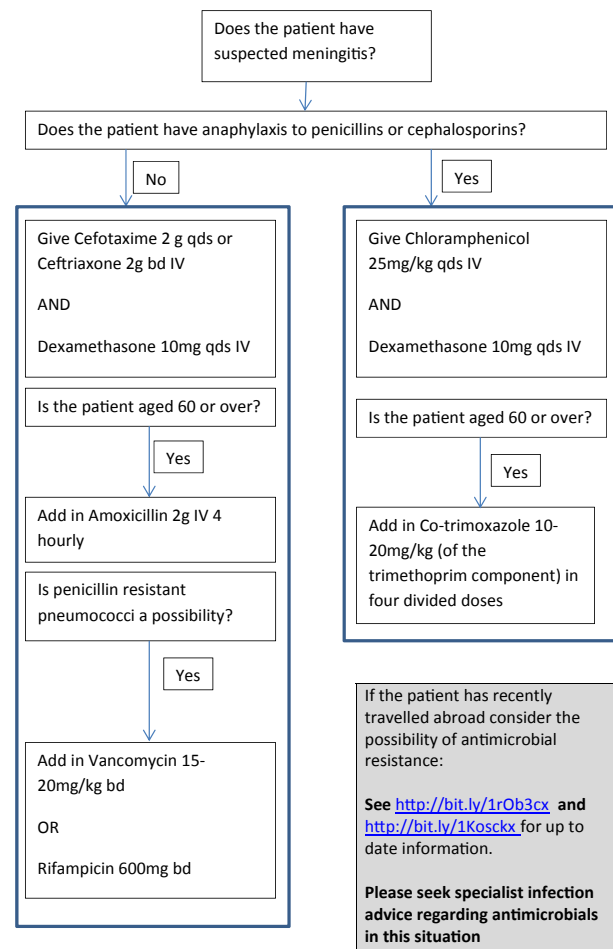 Does the patient have
suspected meningitis?
Does the patient have anaphylaxis to penicillins or cephalosporins?
No
Yes
Give Cefotaxime 2 g qds or
Ceftriaxone 2g bd IV
AND
Dexamethasone 10mg qds IV
Is the patient aged 60 or over?
Yes
Add in Amoxicillin 2g IV 4
hourly
Is penicillin resistant
pneumococci a possibility?
Yes
Add in Vancomycin 15-
20mg/kg bd
OR
Rifampicin 600mg bd
Give Chloramphenicol
25mg/kg qds IV
AND
Dexamethasone 10mg qds IV
Is the patient aged 60 or over?
Yes
Add in Co-trimoxazole 10-
20mg/kg (of the
trimethoprim component) in
four divided doses
If the patient has recently
travelled abroad consider the
possibility of antimicrobial
resistance:
See http://bit.ly/1rOb3cx and
http://bit.ly/1Kosckx for up to
date information.
Please seek specialist infection
advice regarding antimicrobials
in this situation